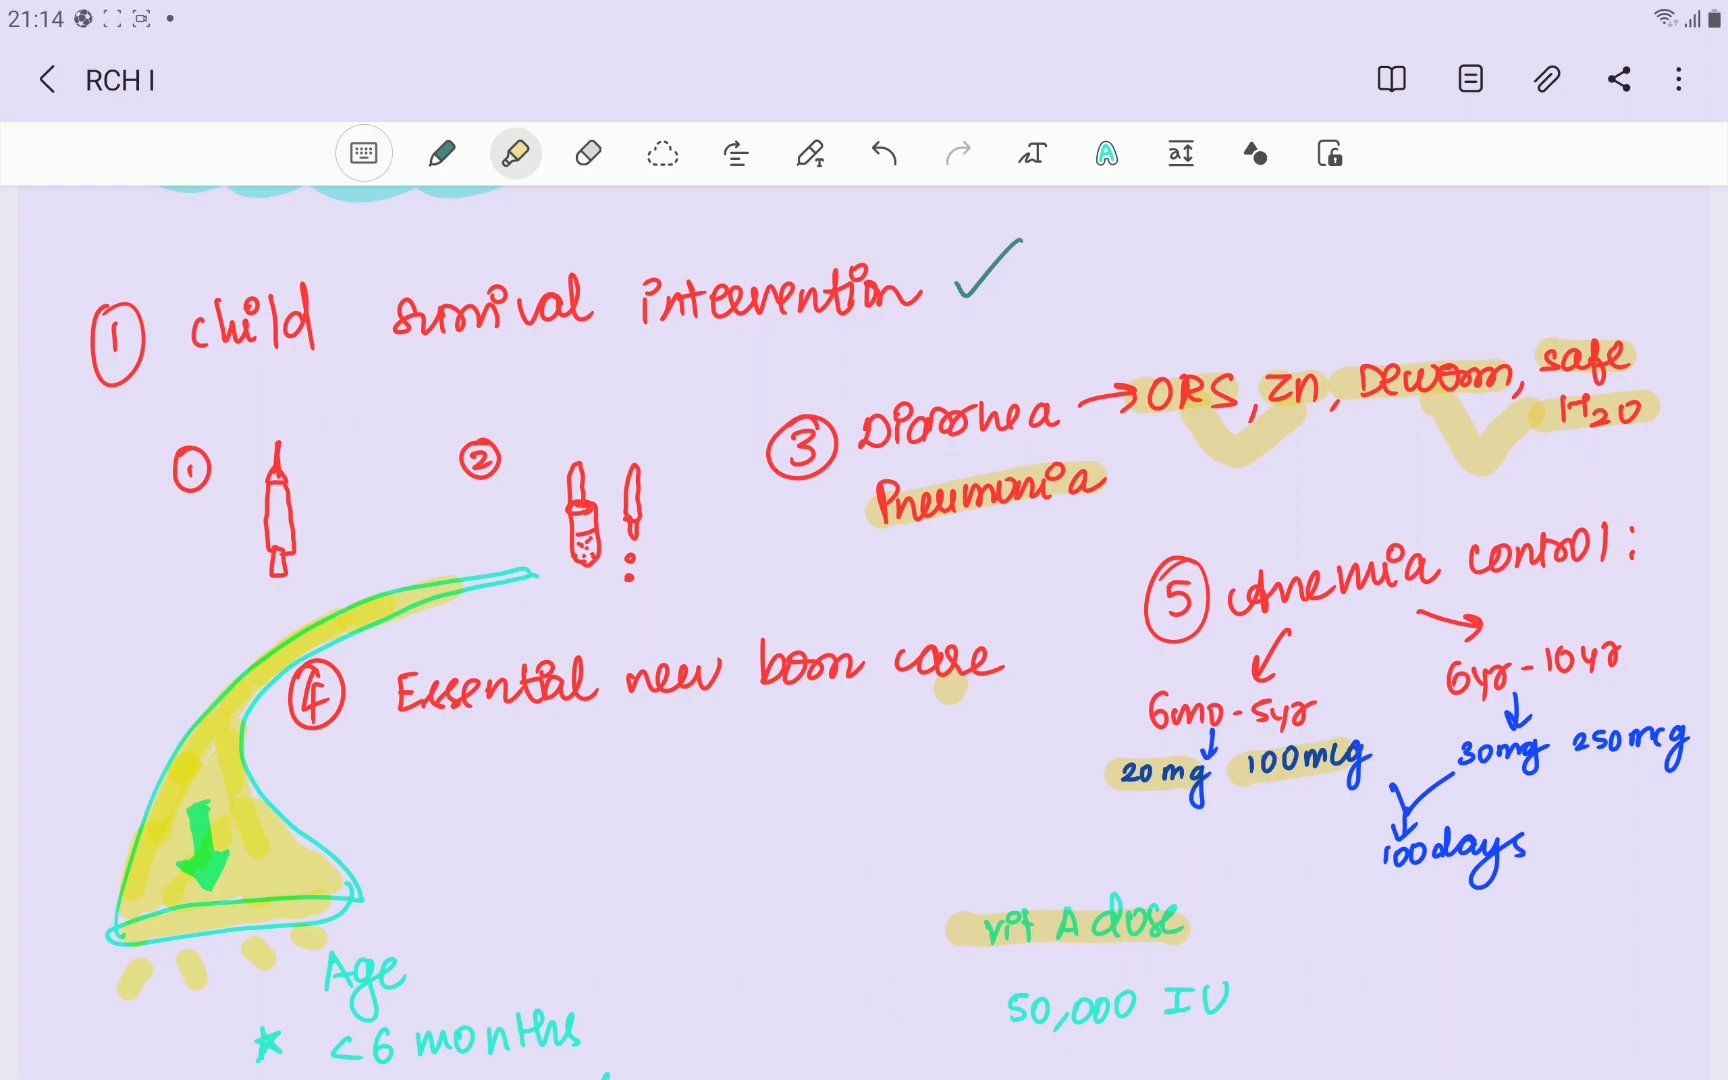 21:14
RCH I
① child survival intervention
① ②
③ Diarrhea → ORS, Zn, Deworm, safe H₂O
Pneumonia
④ Essential new born care
⑤ Anemia control:
6mo - 5yr
20 mg 100mcg
6yr - 10yr
30mg 250mcg
100 days
vit A dose
50,000 IU
Age
* <6 months